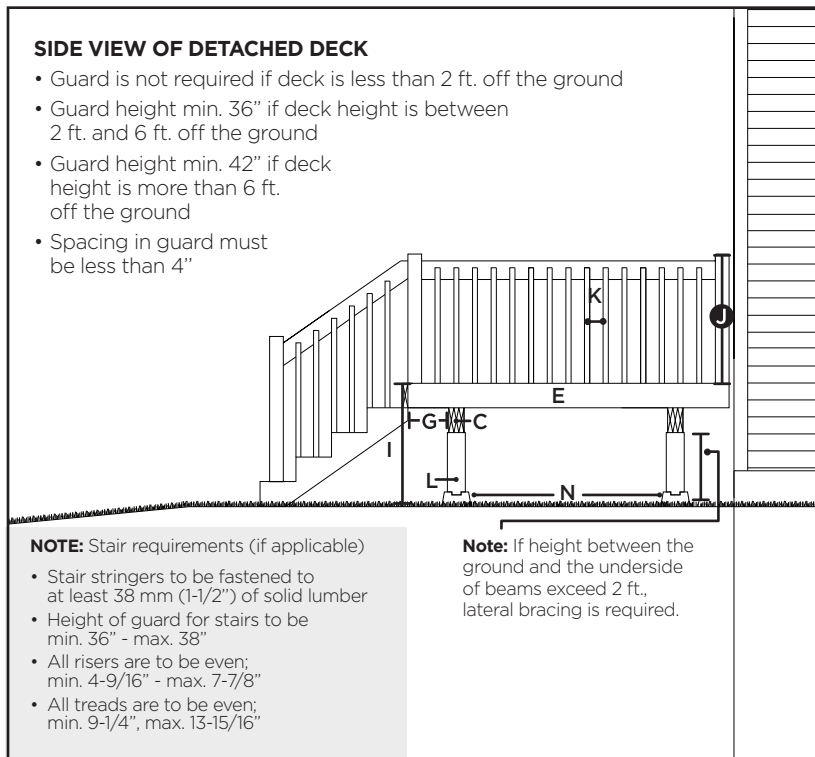 SIDE VIEW OF DETACHED DECK
• Guard is not required if deck is less than 2 ft. off the ground
• Guard height min. 36” if deck height is between
2 ft. and 6 ft. off the ground
• Guard height min. 42” if deck
height is more than 6 ft.
off the ground
• Spacing in guard must
be less than 4’’
K
J
E
G
C
I
L
N
NOTE: Stair requirements (if applicable)
• Stair stringers to be fastened to
at least 38 mm (1-1/2”) of solid lumber
• Height of guard for stairs to be
min. 36” - max. 38”
• All risers are to be even;
min. 4-9/16” - max. 7-7/8”
• All treads are to be even;
min. 9-1/4”, max. 13-15/16”
Note: If height between the
ground and the underside
of beams exceed 2 ft.,
lateral bracing is required.